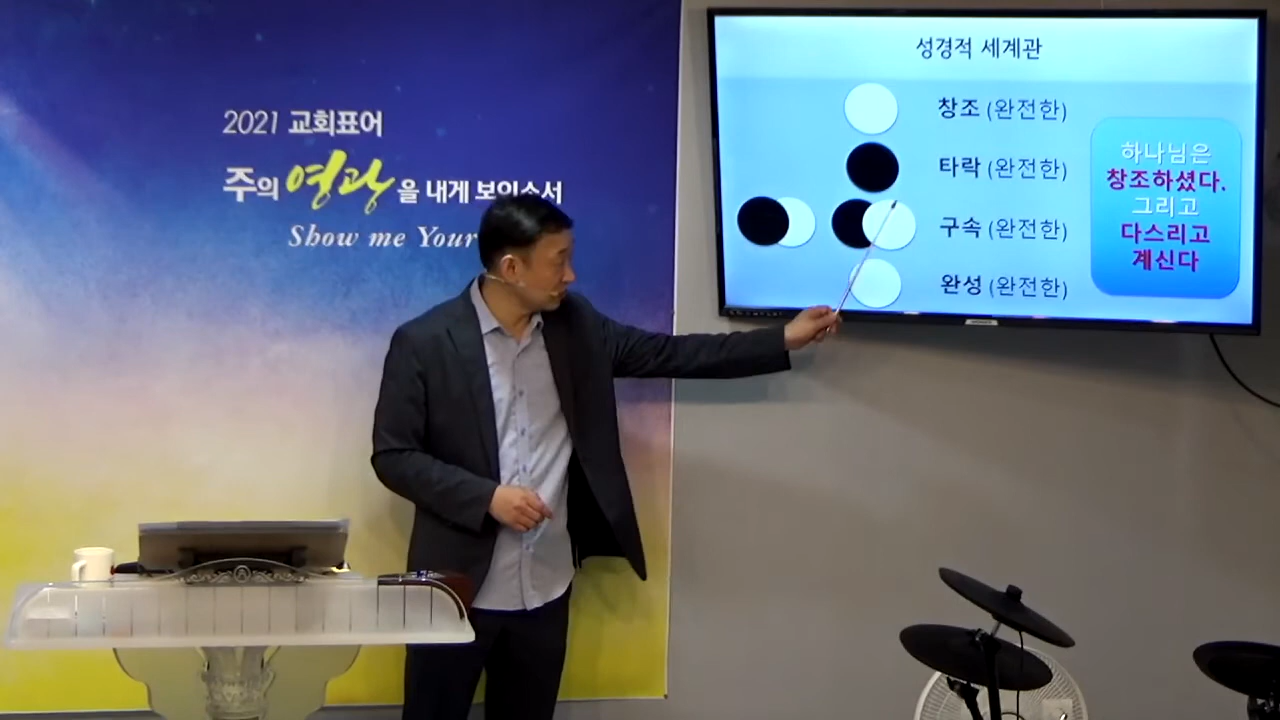 2021 교회표어
주의 영광을 내게 보이소서
Show me Your
성경적 세계관
창조 (완전한)
타락 (완전한)
구속 (완전한)
완성 (완전한)
하나님은
창조하셨다.
그리고
다스리고
계신다